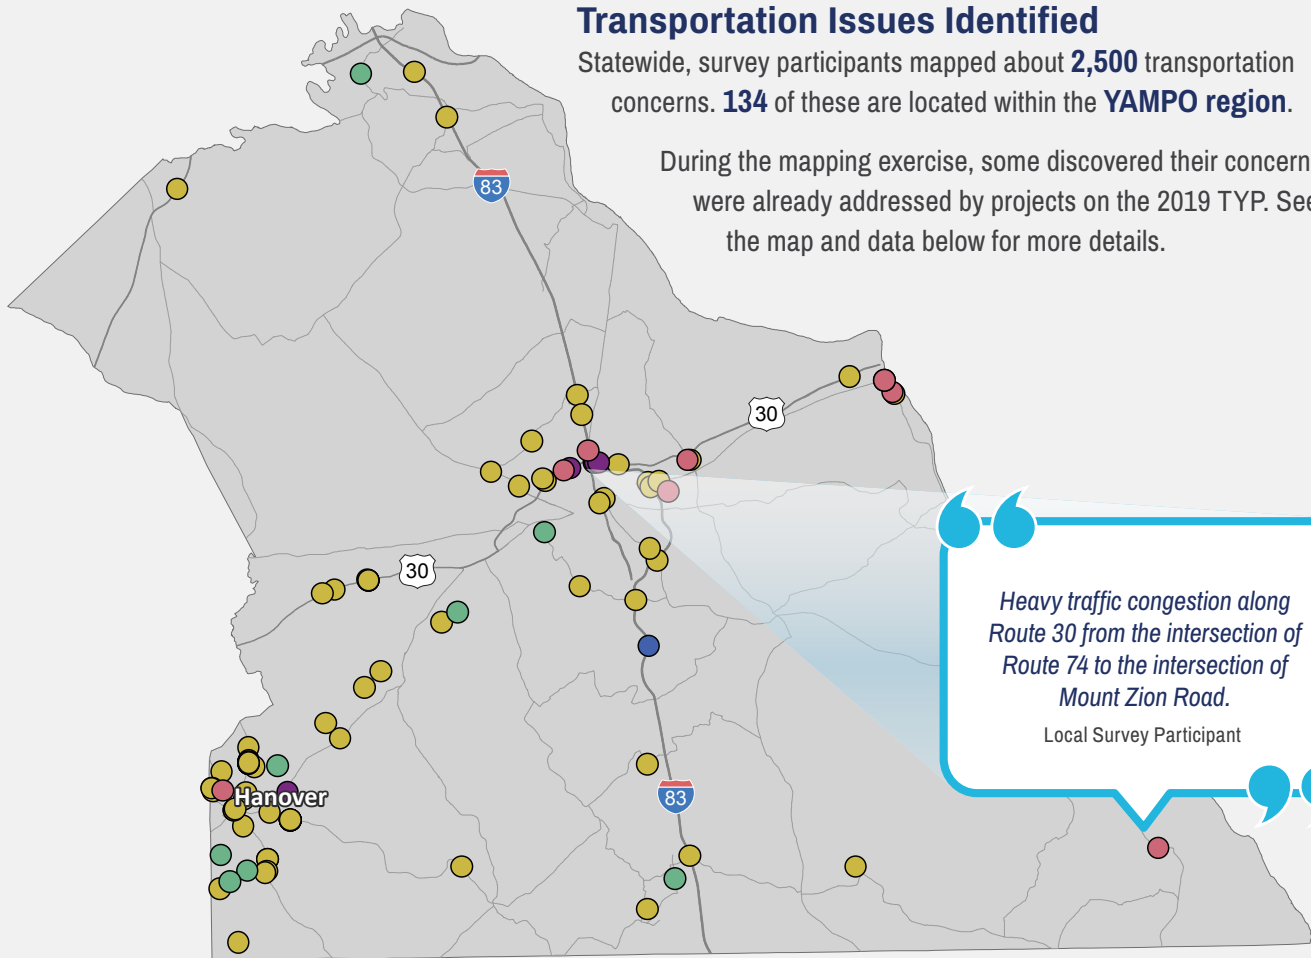 Transportation Issues Identified
Statewide, survey participants mapped about 2,500 transportation
concerns. 134 of these are located within the YAMPO region.
During the mapping exercise, some discovered their concern
were already addressed by projects on the 2019 TYP. See
the map and data below for more details.
83
30
30
Heavy traffic congestion along
Route 30 from the intersection of
Route 74 to the intersection of
Mount Zion Road.
Local Survey Participant
Hanover
83